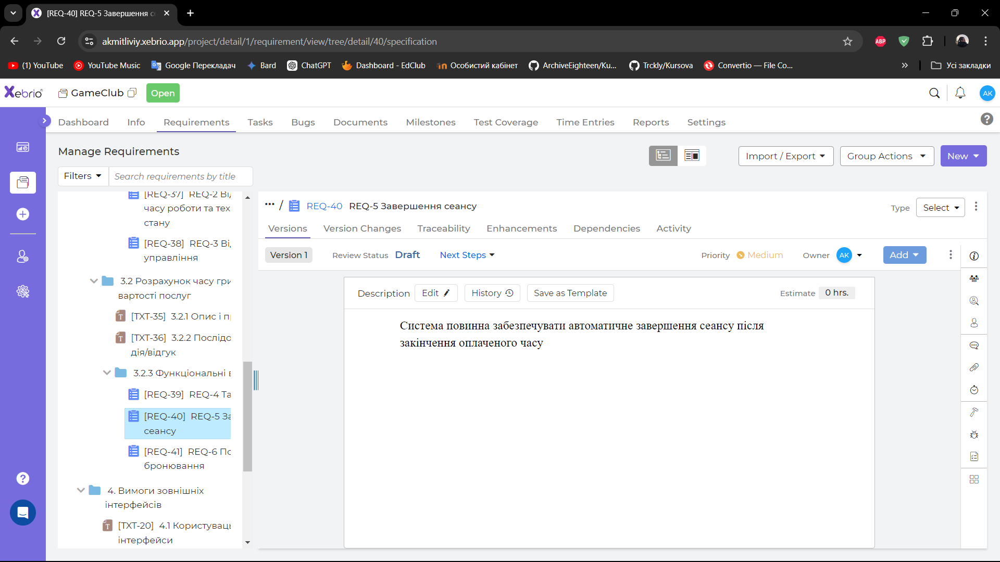 [REQ-40] REQ-5 Завершення с
akmitliviy.xebrio.app/project/detail/1/requirement/view/tree/detail/40/specification
ABP
(1) YouTube
YouTube Music
Google Перекладач
Bard
ChatGPT
Dashboard - EdClub
Особистий кабінет
ArchiveEighteen/Ku...
Trckly/Kursova
Convertio — File Co...
Усі закладки
Xebrio
GameClub
Open
AK
Dashboard
Info
Requirements
Tasks
Bugs
Documents
Milestones
Test Coverage
Time Entries
Reports
Settings
Manage Requirements
Import / Export
Group Actions
New
Filters
Search requirements by title
[REQ-37] REQ-2 Ві
часу роботи та тех
стану
[REQ-38] REQ-3 Ві
управління
3.2 Розрахунок часу гри
вартості послуг
[TXT-35] 3.2.1 Опис і п
[TXT-36] 3.2.2 Послідо
дія/відгук
3.2.3 Функціональні в
[REQ-39] REQ-4 Та
[REQ-40] REQ-5 За
сеансу
[REQ-41] REQ-6 По
бронювання
4. Вимоги зовнішніх
інтерфейсів
[TXT-20] 4.1 Користуваць
інтерфейси
... / REQ-40 REQ-5 Завершення сеансу
Type
Select
Versions
Version Changes
Traceability
Enhancements
Dependencies
Activity
Version 1
Review Status Draft
Next Steps
Priority Medium
Owner AK
Add
Description
Edit
History
Save as Template
Estimate 0 hrs.
Система повинна забезпечувати автоматичне завершення сеансу після
закінчення оплаченого часу